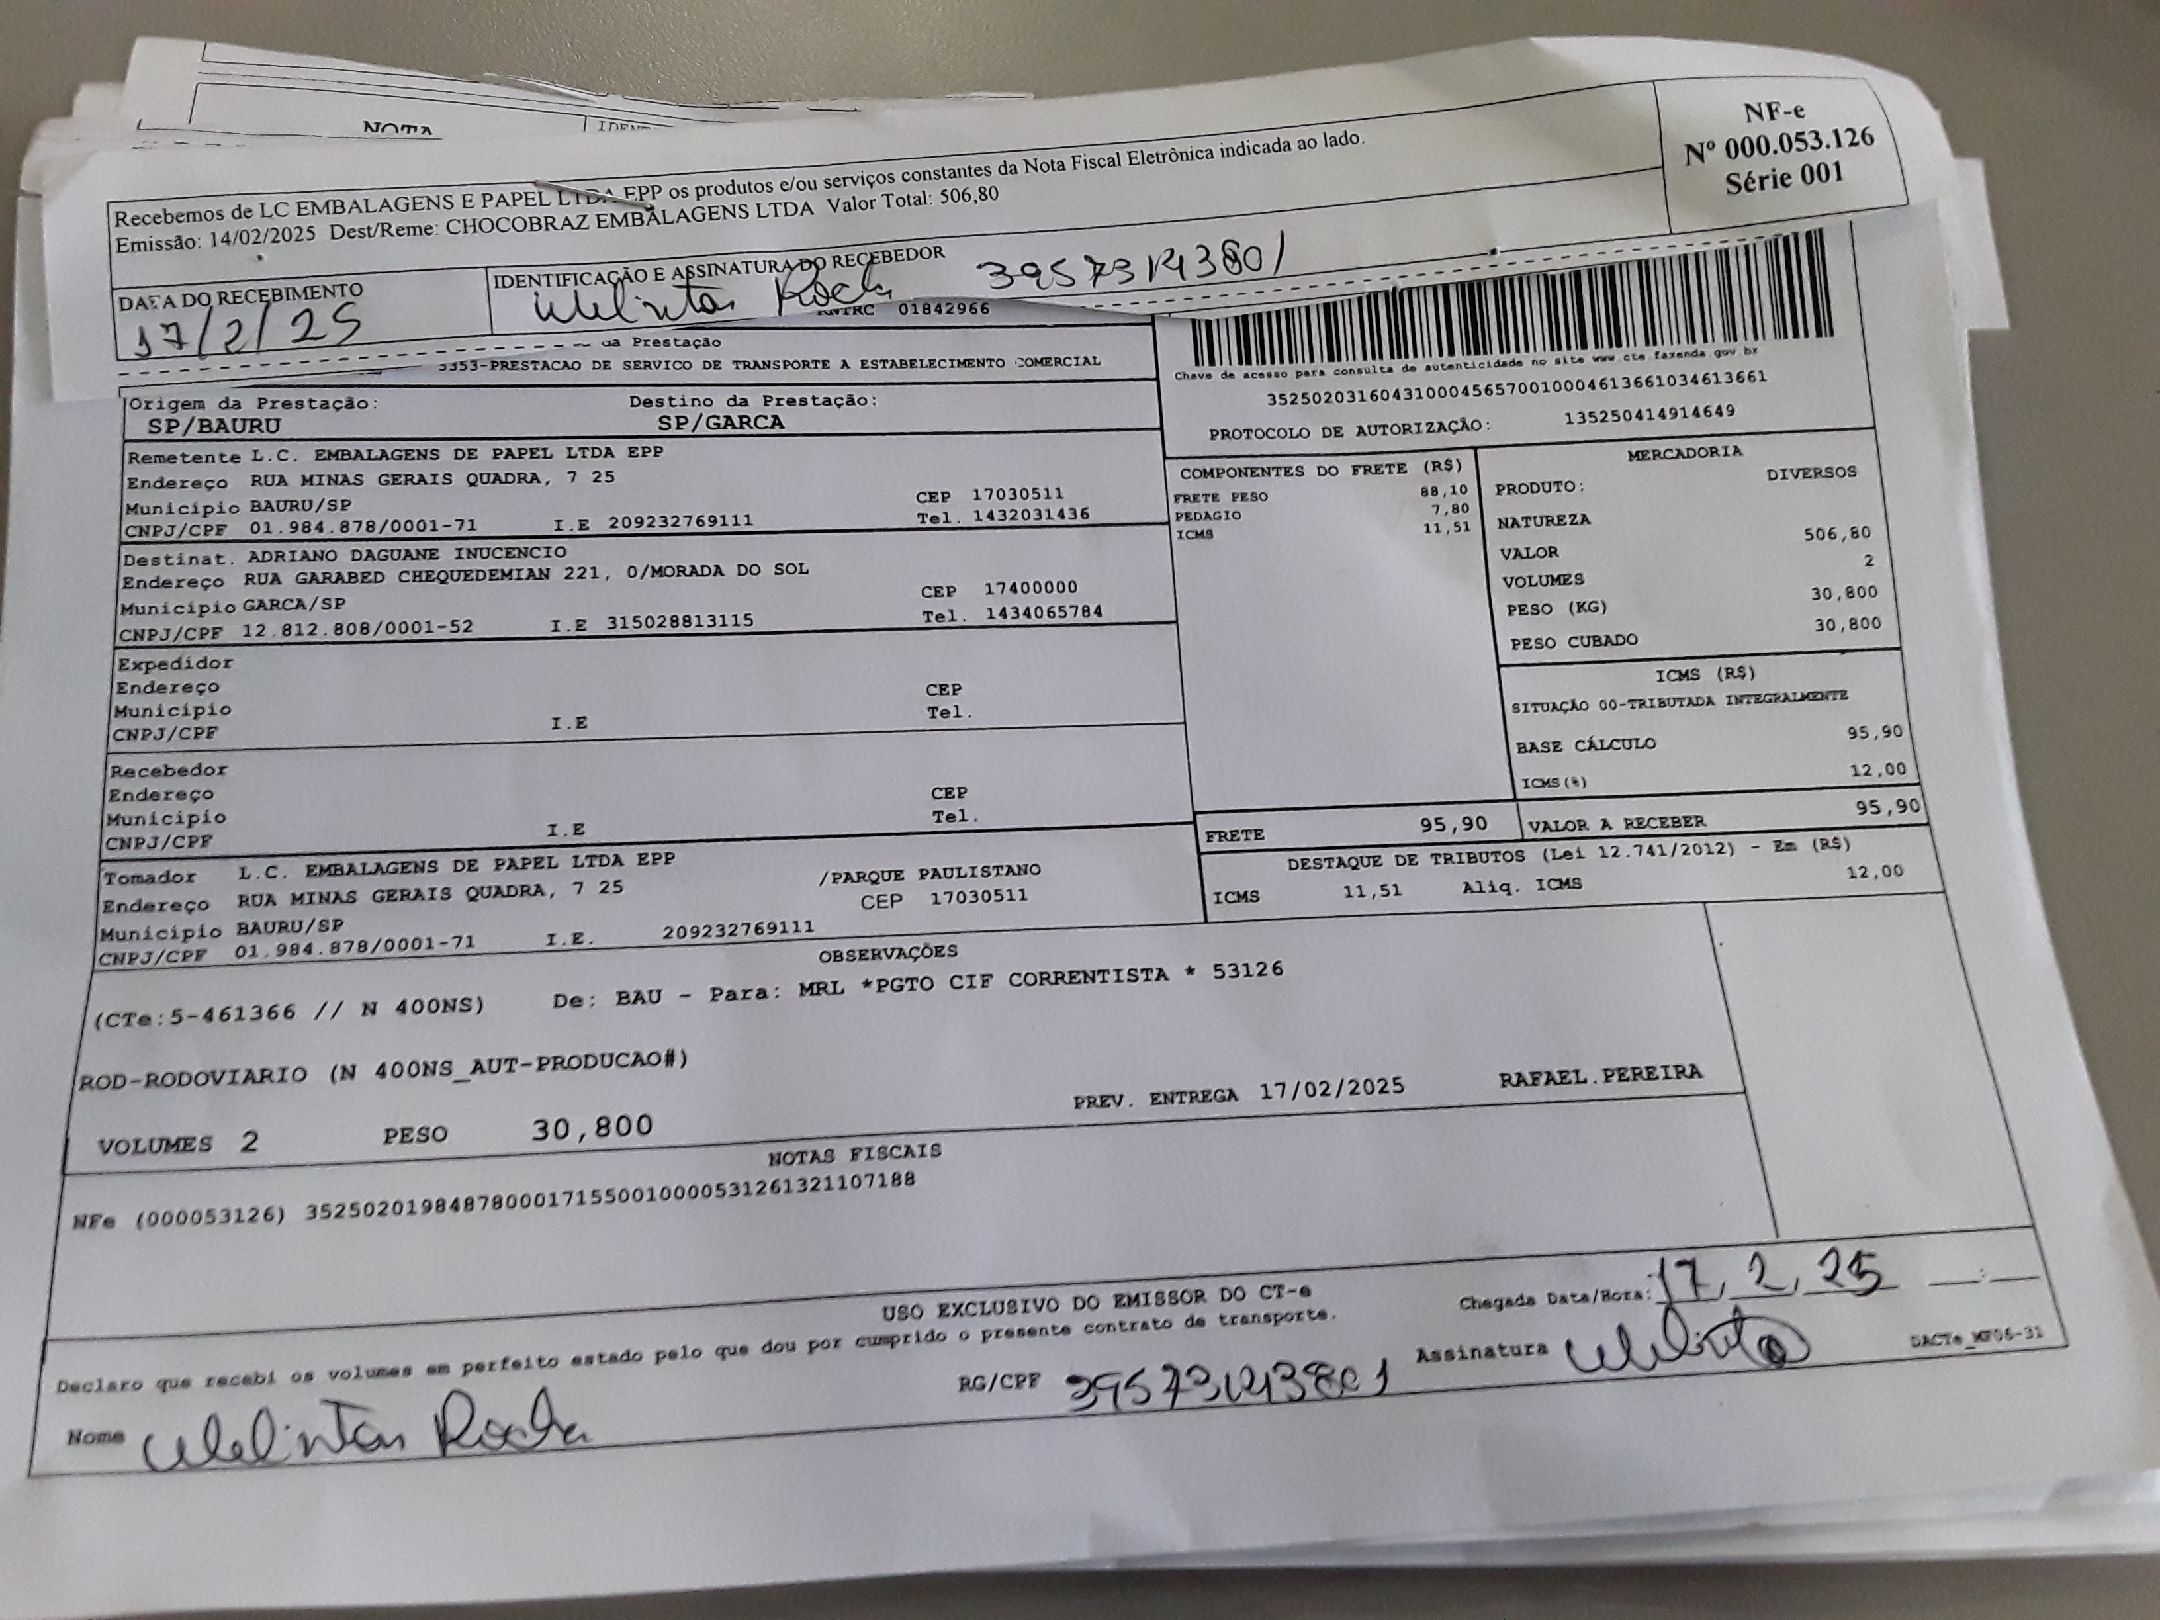 NOTA
Recebemos de LC EMBALAGENS E PAPEL LTDA EPP os produtos e/ou serviços constantes da Nota Fiscal Eletrônica indicada ao lado.
Emissão: 14/02/2025 Dest/Reme: CHOCOBRAZ EMBALAGENS LTDA Valor Total: 506,80
NF-e
Nº 000.053.126
Série 001
DATA DO RECEBIMENTO
17/2/25
IDENTIFICAÇÃO E ASSINATURA DO RECEBEDOR
Welinton Rocha 39573143801
RNTRC 01842966
da Prestação
5353-PRESTACAO DE SERVICO DE TRANSPORTE A ESTABELECIMENTO COMERCIAL
Chave de acesso para consulta de autenticidade no site www.cte.fazenda.gov.br
35250203160431000456570010004613661034613661
PROTOCOLO DE AUTORIZAÇÃO: 135250414914649
Origem da Prestação: Destino da Prestação:
SP/BAURU SP/GARCA
Remetente L.C. EMBALAGENS DE PAPEL LTDA EPP
Endereço RUA MINAS GERAIS QUADRA, 7 25
Município BAURU/SP CEP 17030511
CNPJ/CPF 01.984.878/0001-71 I.E 209232769111 Tel. 1432031436
Destinat. ADRIANO DAGUANE INUCENCIO
Endereço RUA GARABED CHEQUEDEMIAN 221, 0/MORADA DO SOL
Município GARCA/SP CEP 17400000
CNPJ/CPF 12.812.808/0001-52 I.E 315028813115 Tel. 1434065784
Expedidor
Endereço CEP
Município Tel.
CNPJ/CPF I.E
Recebedor
Endereço CEP
Município Tel.
CNPJ/CPF I.E
Tomador L.C. EMBALAGENS DE PAPEL LTDA EPP
Endereço RUA MINAS GERAIS QUADRA, 7 25 /PARQUE PAULISTANO
Município BAURU/SP CEP 17030511
CNPJ/CPF 01.984.878/0001-71 I.E. 209232769111
COMPONENTES DO FRETE (R$)
FRETE PESO 88,10
PEDAGIO 7,80
ICMS 11,51
MERCADORIA
PRODUTO: DIVERSOS
NATUREZA
VALOR 506,80
VOLUMES 2
PESO (KG) 30,800
PESO CUBADO 30,800
ICMS (R$)
SITUAÇÃO 00-TRIBUTADA INTEGRALMENTE
BASE CÁLCULO 95,90
ICMS(%) 12,00
FRETE 95,90 VALOR A RECEBER 95,90
DESTAQUE DE TRIBUTOS (Lei 12.741/2012) - Em (R$)
ICMS 11,51 Aliq. ICMS 12,00
OBSERVAÇÕES
(CTe:5-461366 // N 400NS) De: BAU - Para: MRL *PGTO CIF CORRENTISTA * 53126
ROD-RODOVIARIO (N 400NS_AUT-PRODUCAO#)
PREV. ENTREGA 17/02/2025 RAFAEL.PEREIRA
VOLUMES 2 PESO 30,800
NOTAS FISCAIS
NFe (000053126) 35250201984878000171550010000531261321107188
USO EXCLUSIVO DO EMISSOR DO CT-e
Declaro que recebi os volumes em perfeito estado pelo que dou por cumprido o presente contrato de transporte.
Chegada Data/Hora: 17/2/25 __:__
Nome Welinton Rocha RG/CPF 39573143801 Assinatura Welinton
DACTe_MF06-31